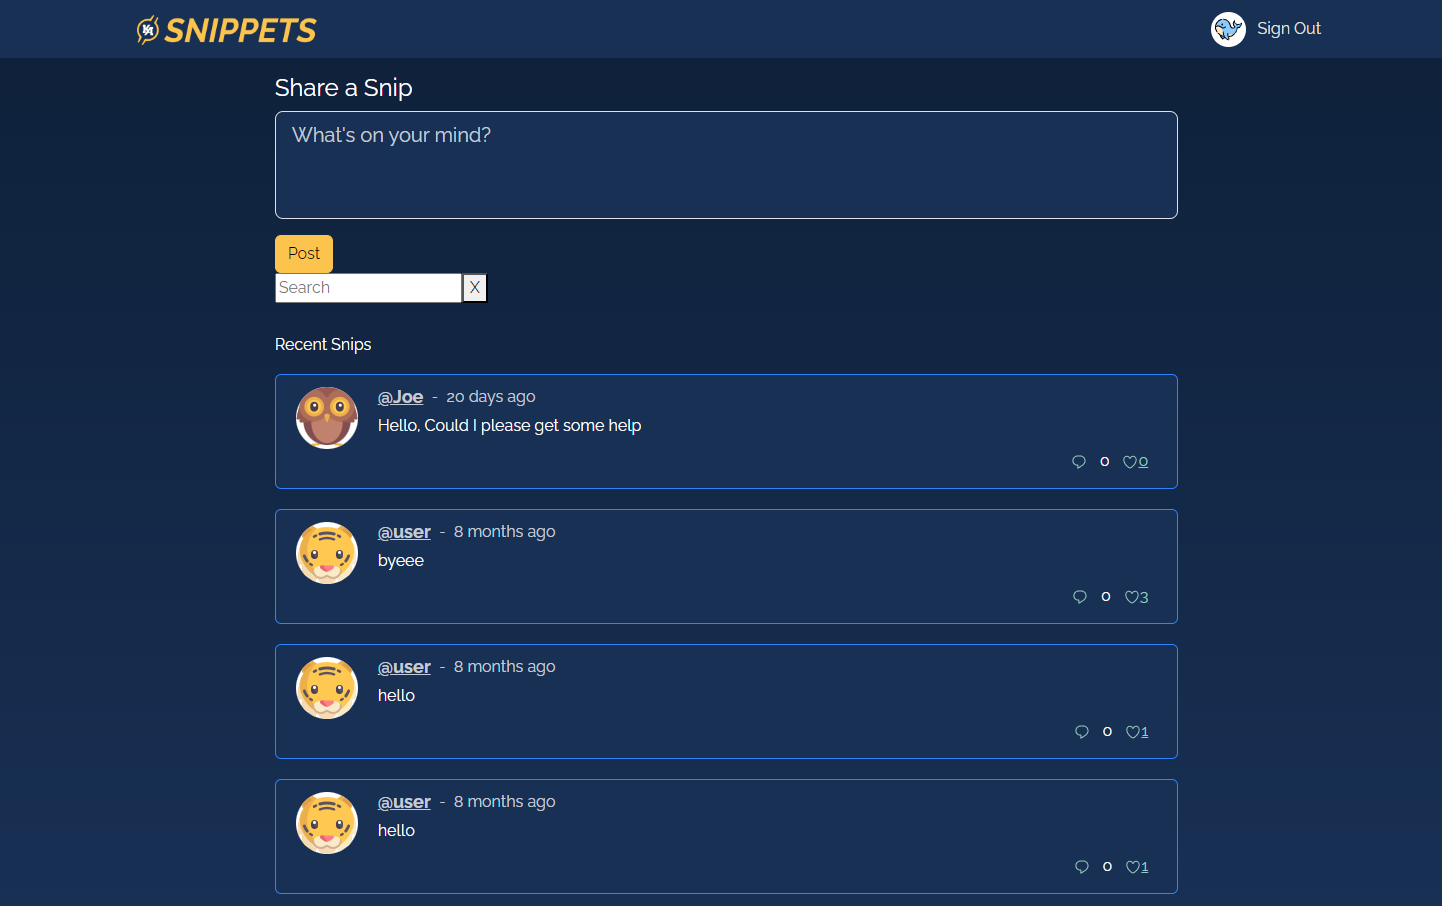 SNIPPETS
Sign Out
Share a Snip
What's on your mind?
Post
Search X
Recent Snips
@Joe - 20 days ago
Hello, Could I please get some help
0 0
@user - 8 months ago
byeee
0 3
@user - 8 months ago
hello
0 1
@user - 8 months ago
hello
0 1